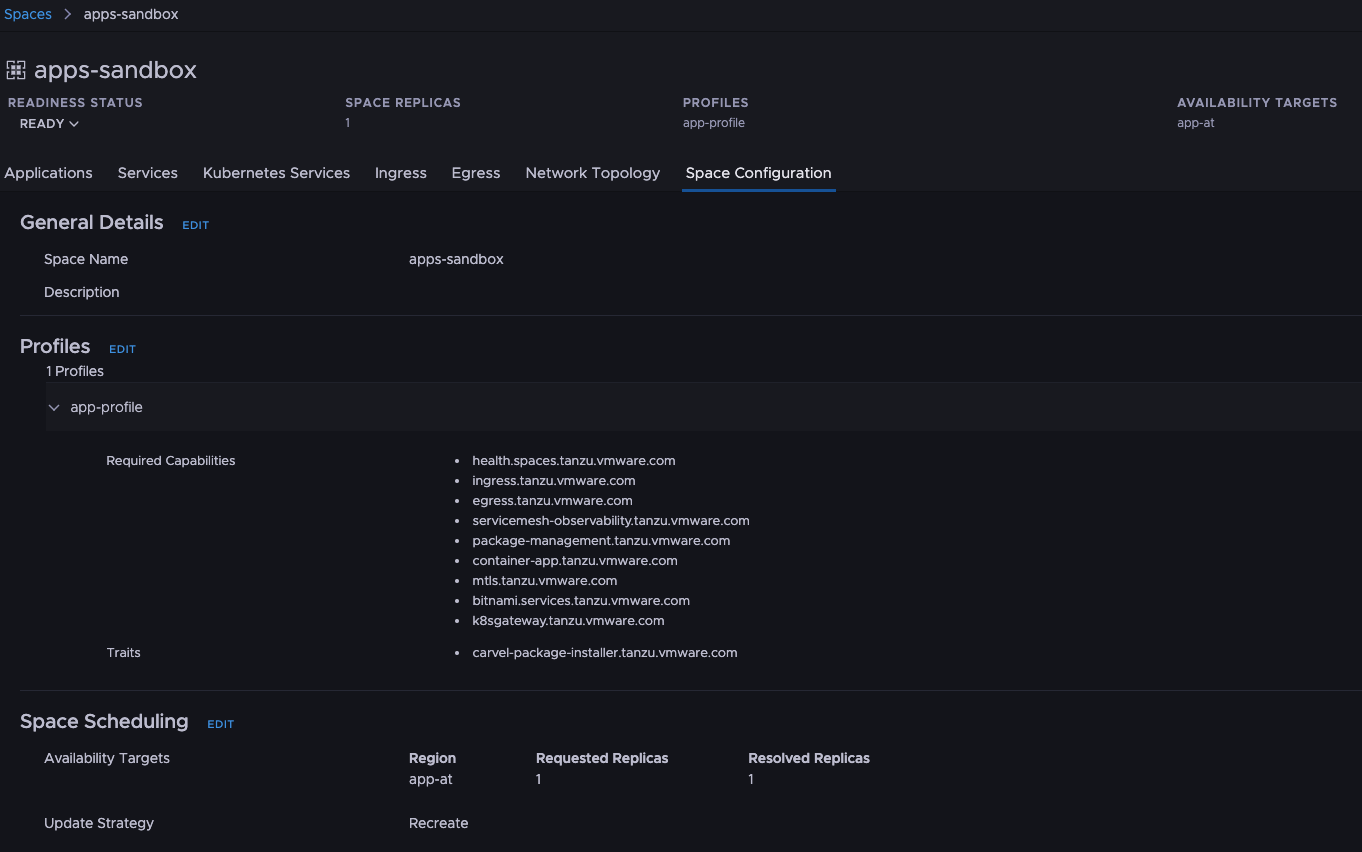 Spaces > apps-sandbox
apps-sandbox
READINESS STATUS SPACE REPLICAS PROFILES AVAILABILITY TARGETS
READY 1 app-profile app-at
Applications Services Kubernetes Services Ingress Egress Network Topology Space Configuration
General Details EDIT
Space Name apps-sandbox
Description
Profiles EDIT
1 Profiles
app-profile
Required Capabilities • health.spaces.tanzu.vmware.com
• ingress.tanzu.vmware.com
• egress.tanzu.vmware.com
• servicemesh-observability.tanzu.vmware.com
• package-management.tanzu.vmware.com
• container-app.tanzu.vmware.com
• mtls.tanzu.vmware.com
• bitnami.services.tanzu.vmware.com
• k8sgateway.tanzu.vmware.com
Traits • carvel-package-installer.tanzu.vmware.com
Space Scheduling EDIT
Availability Targets Region Requested Replicas Resolved Replicas
app-at 1 1
Update Strategy Recreate